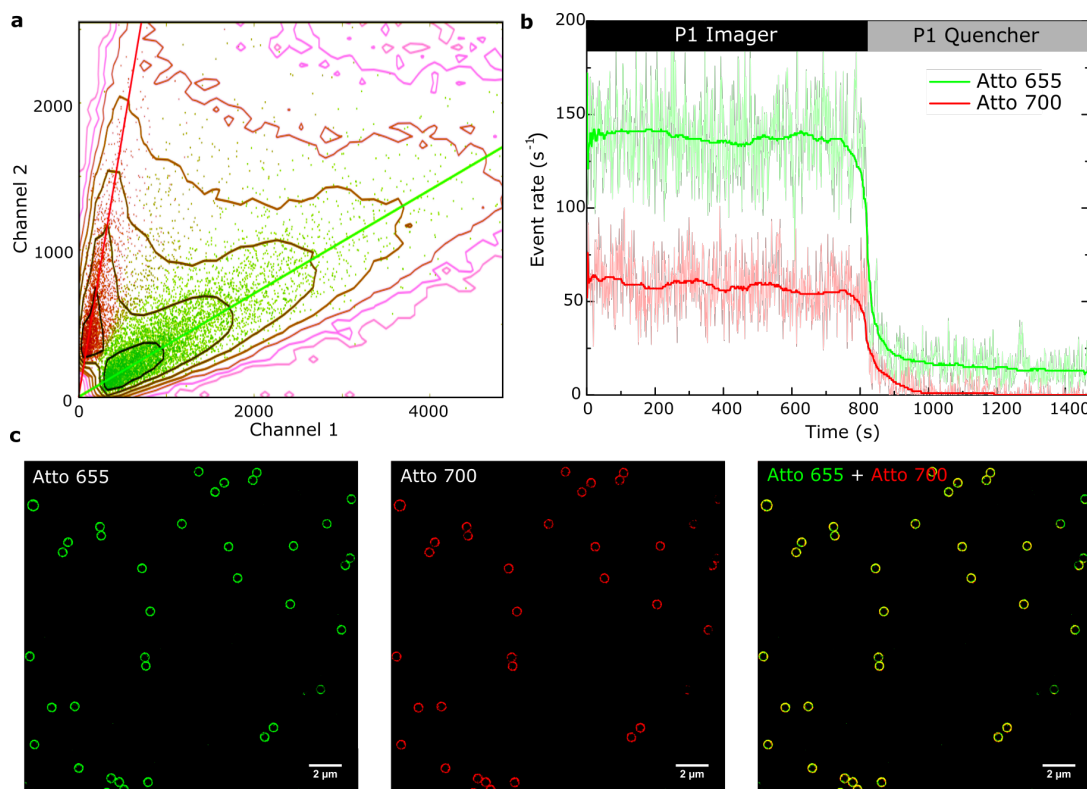 a
Channel 2
2000
1000
0
0
2000
4000
Channel 1
b
P1 Imager
P1 Quencher
Atto 655
Atto 700
Event rate (s⁻¹)
200
150
100
50
0
0
200
400
600
800
1000
1200
1400
Time (s)
c
Atto 655
2 µm
Atto 700
2 µm
Atto 655 + Atto 700
2 µm